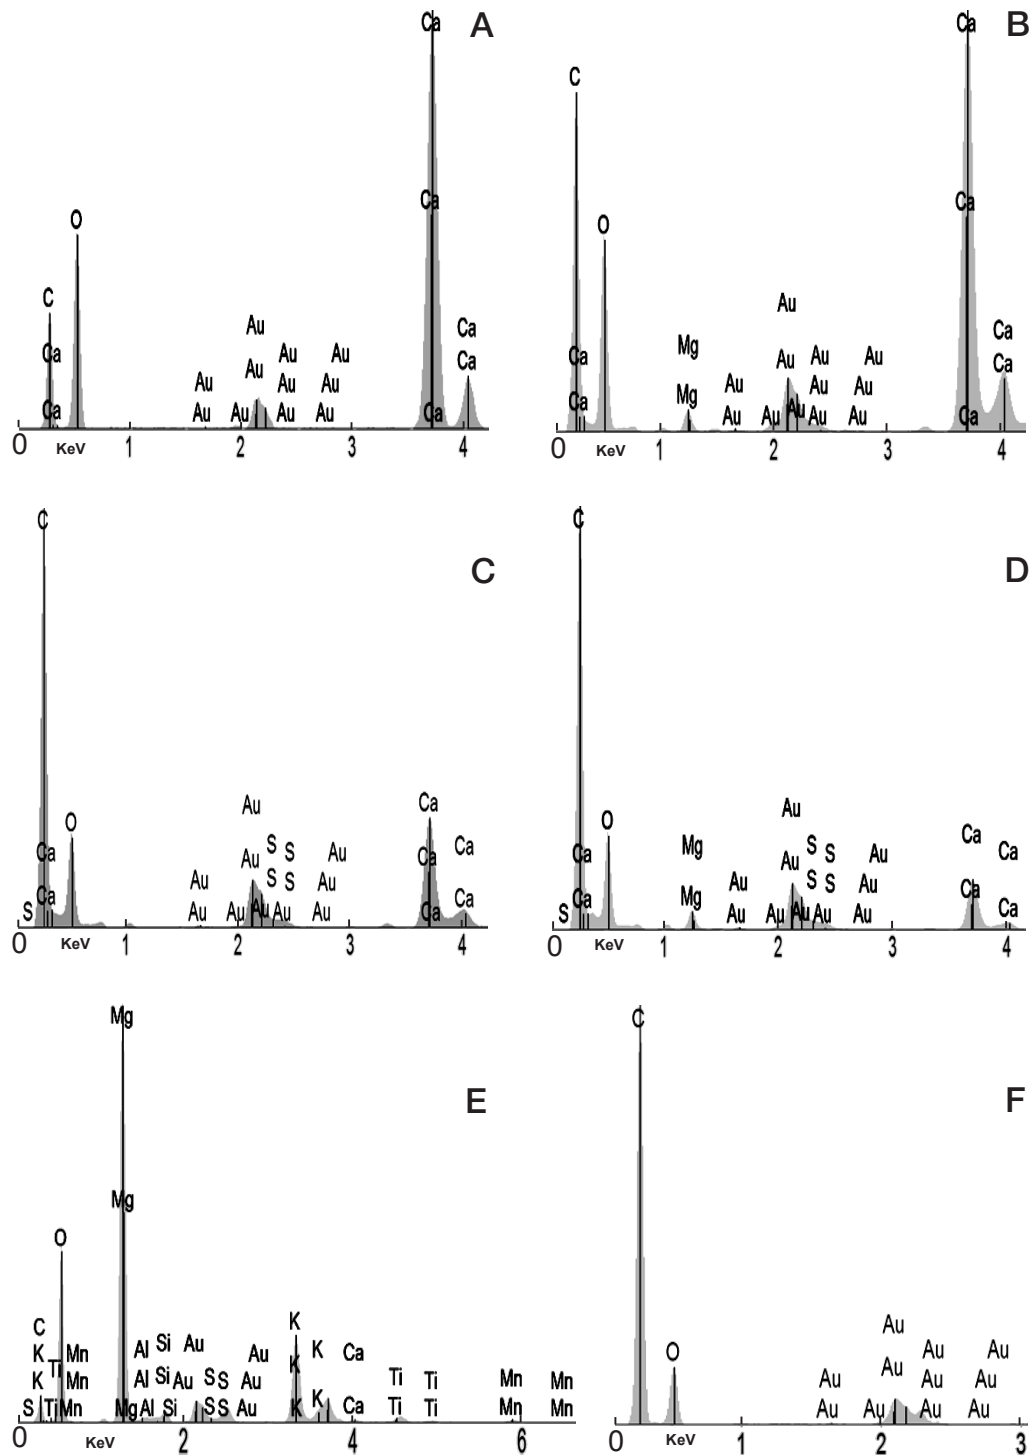 A
Ca
Ca
O
C
Au
Ca
Ca Au Au
Au Ca
Au Au Au
Ca Au Au Au Au Ca
0 KeV 1 2 3 4
B
Ca
C
Ca
O
Au
Mg Ca
Ca Au Au Au Ca
Mg Au Au Au
Ca Au Au Au Au Au Ca
0 KeV 1 2 3 4
C
C
Au Ca
O
S S Ca
Ca Au Au Ca
Au S S Au
Ca Ca
S Au Au Au Au Au Ca
0 KeV 1 2 3 4
D
C
Au
O Ca
Mg S S Ca
Ca Au Au
Au S S Au Ca
Mg Ca
S Ca Au Au Au Au Au
0 KeV 1 2 3 4
E
Mg
Mg
O
C K
Al Si Au K
K Mn Au Ca
Ti K
K Mn Al Si Au S S Au Ti Ti Mn Mn
K
S Ti Mn Mg Al Si S S Au K Ca Ti Ti Mn Mn
0 KeV 2 4 6
F
C
Au
O Au Au
Au
Au Au Au
Au Au Au Au
0 KeV 1 2 3